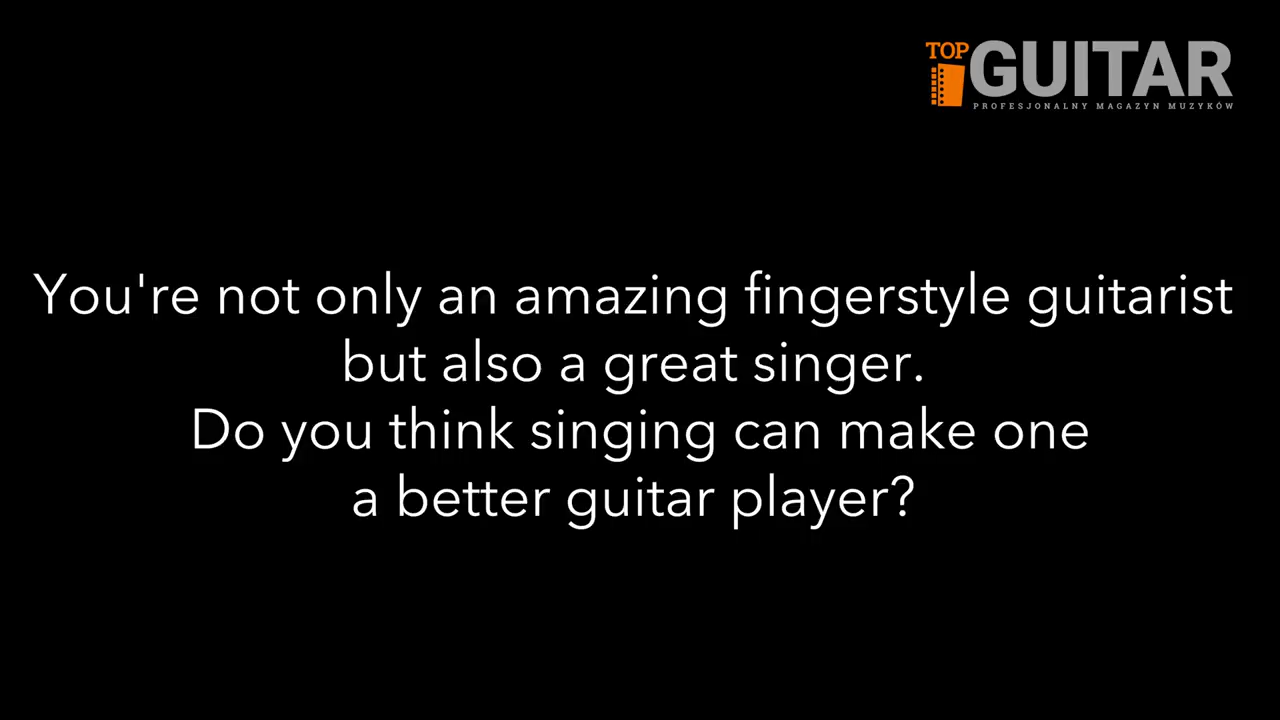 TOP GUITAR
PROFESJONALNY MAGAZYN MUZYKÓW
You're not only an amazing fingerstyle guitarist
but also a great singer.
Do you think singing can make one
a better guitar player?